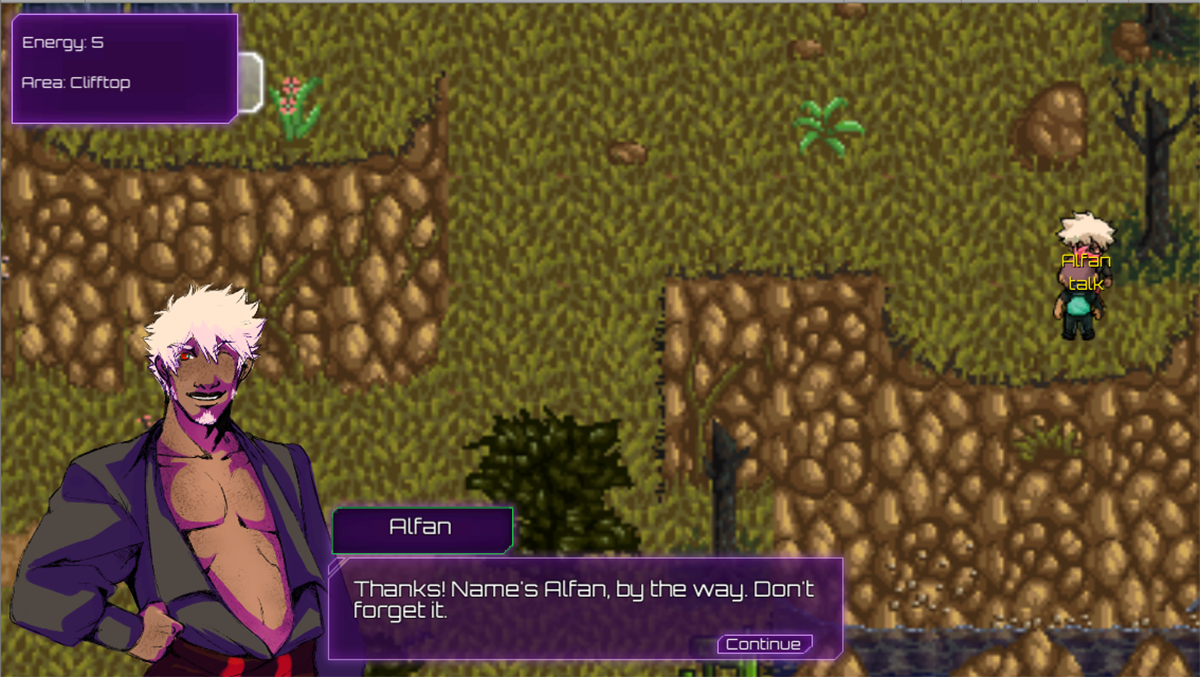 Energy: 5
Area: Clifftop
Alfan
talk
Alfan
Thanks! Name's Alfan, by the way. Don't
forget it.
Continue